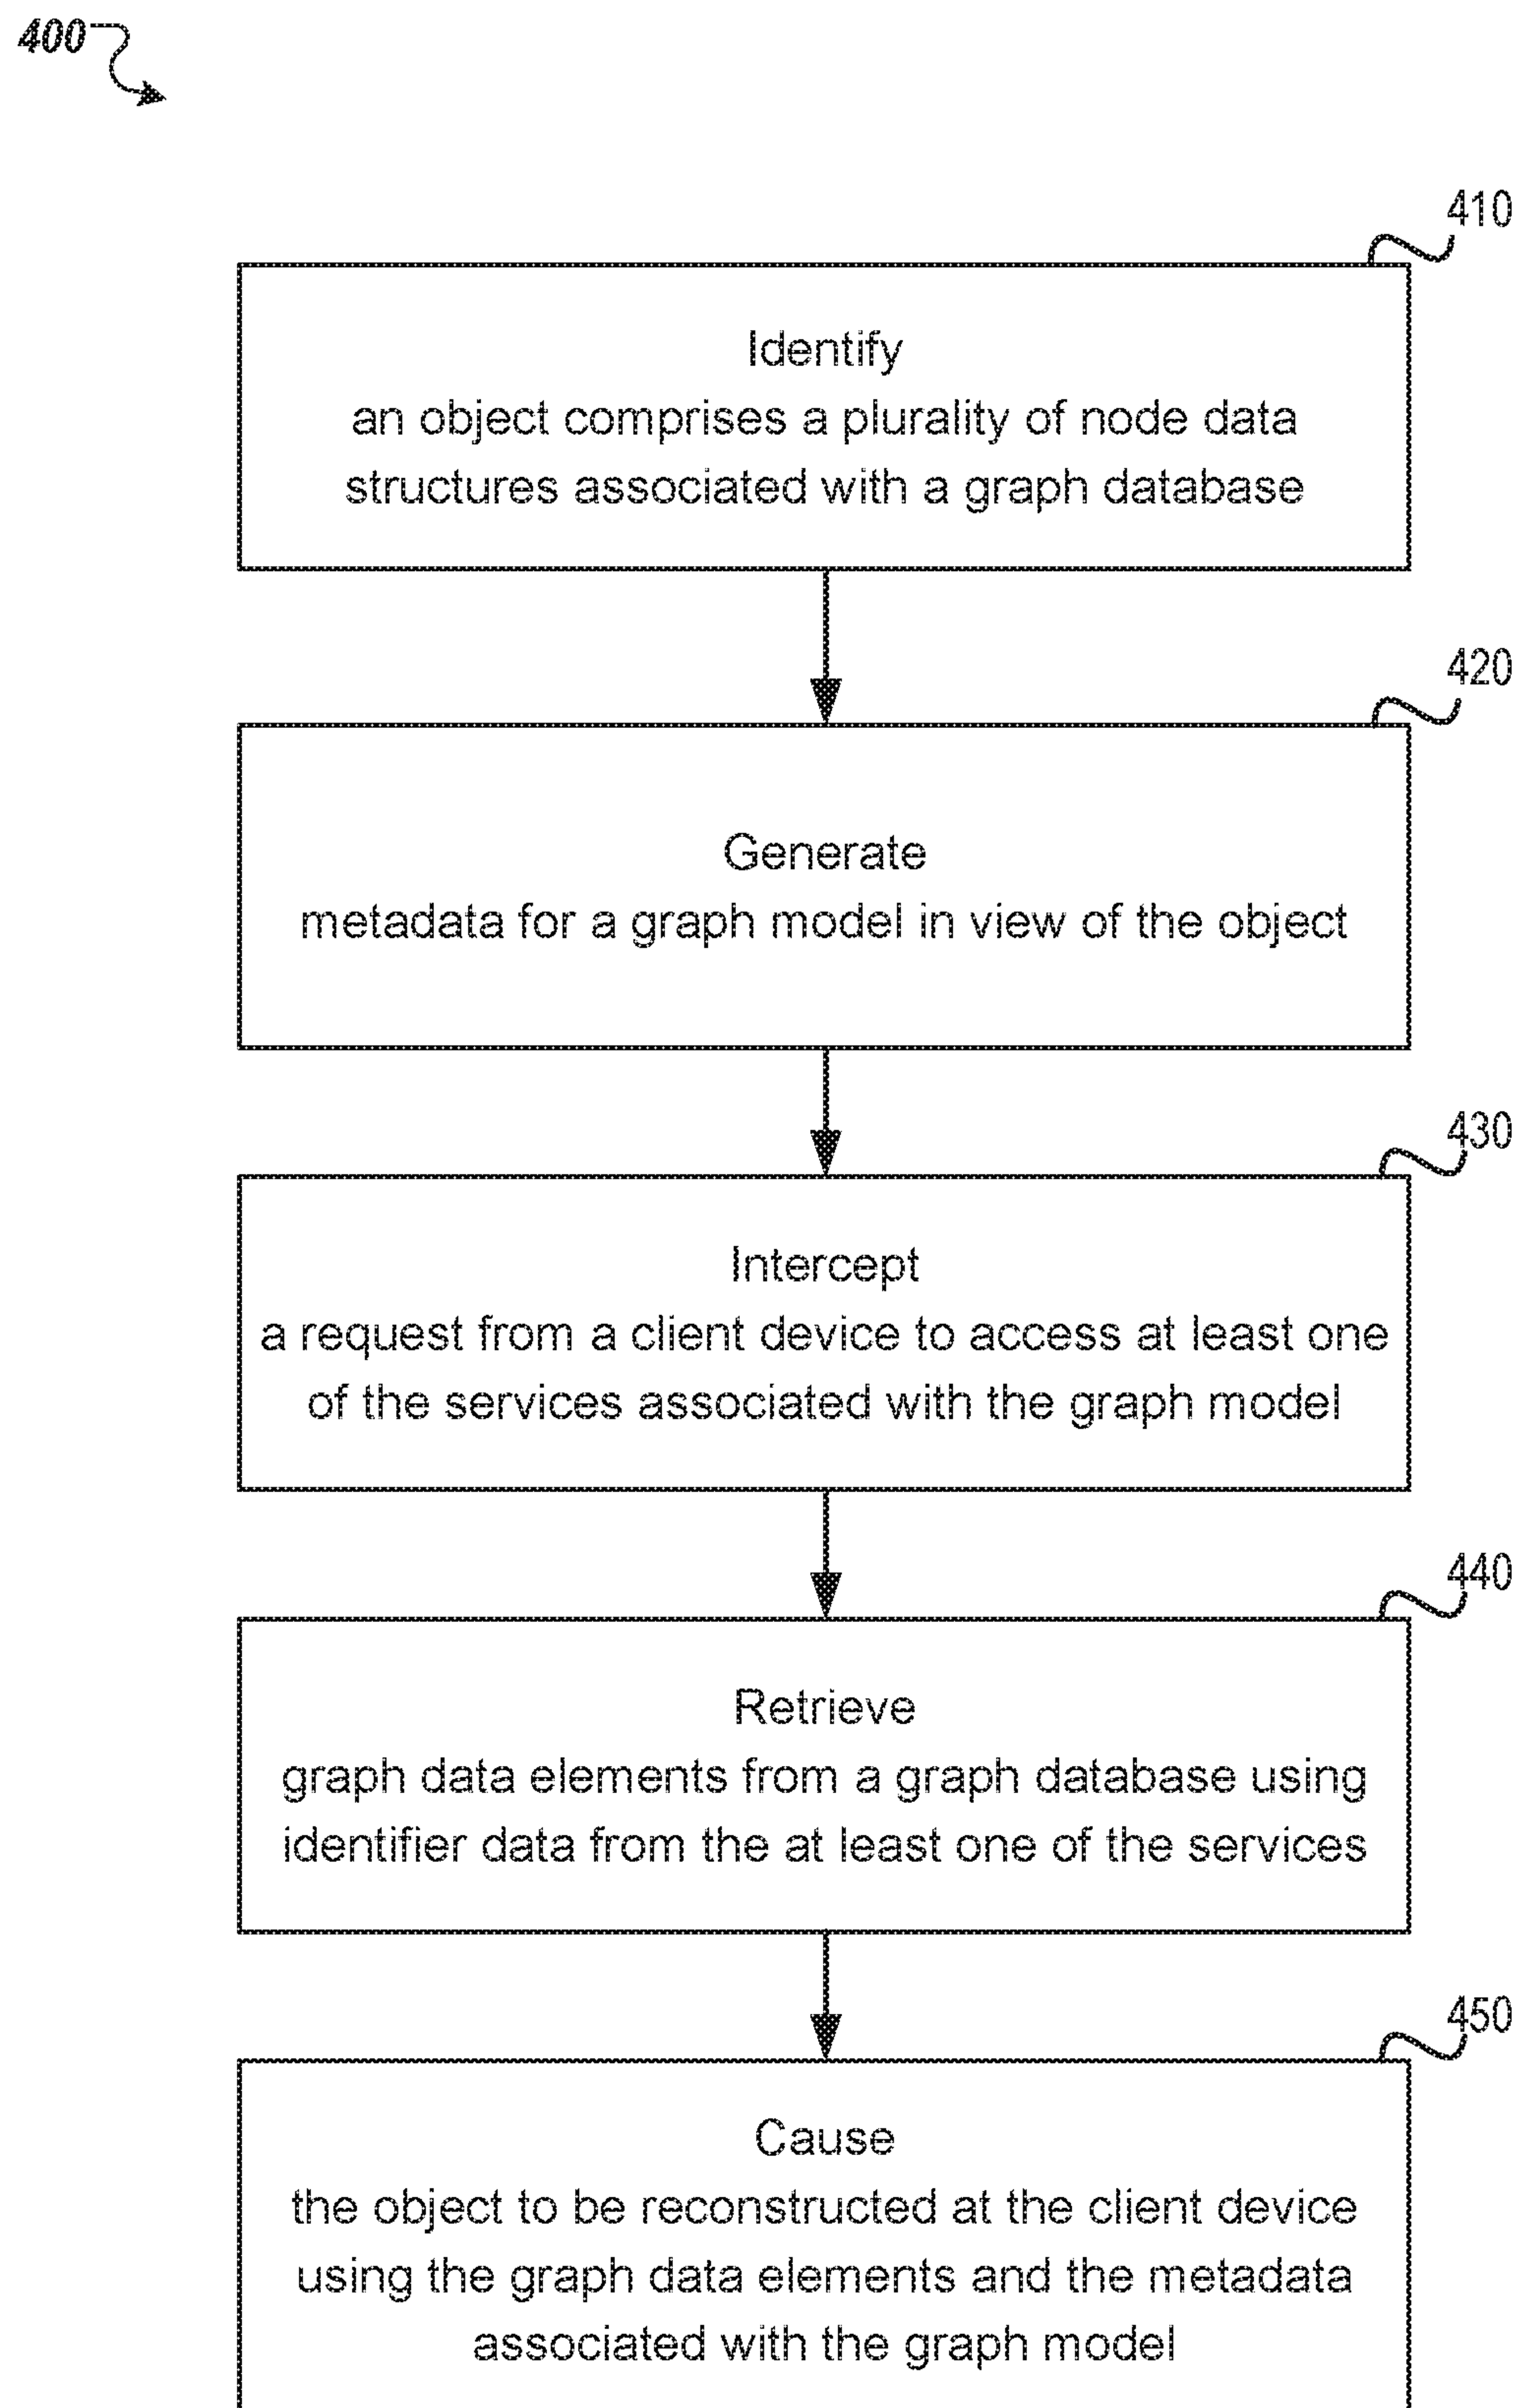 400
410
Identify
an object comprises a plurality of node data
structures associated with a graph database
420
Generate
metadata for a graph model in view of the object
430
Intercept
a request from a client device to access at least one
of the services associated with the graph model
440
Retrieve
graph data elements from a graph database using
identifier data from the at least one of the services
450
Cause
the object to be reconstructed at the client device
using the graph data elements and the metadata
associated with the graph model